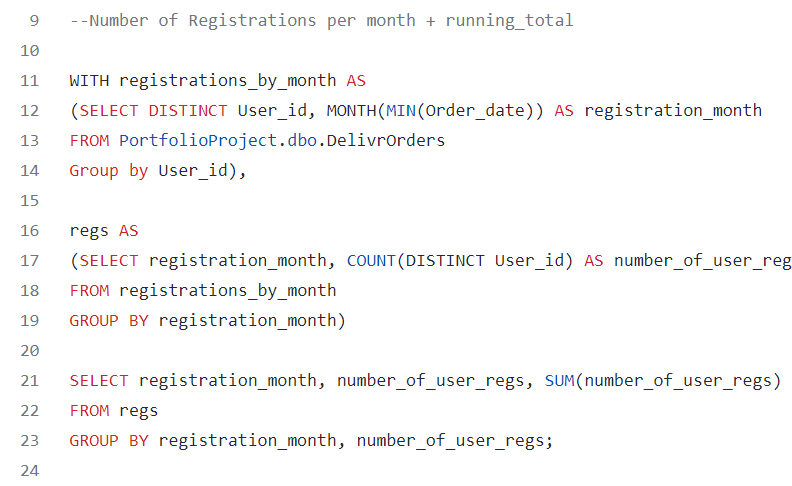 9 --Number of Registrations per month + running_total
10
11 WITH registrations_by_month AS
12 (SELECT DISTINCT User_id, MONTH(MIN(Order_date)) AS registration_month
13 FROM PortfolioProject.dbo.DelivrOrders
14 Group by User_id),
15
16 regs AS
17 (SELECT registration_month, COUNT(DISTINCT User_id) AS number_of_user_reg
18 FROM registrations_by_month
19 GROUP BY registration_month)
20
21 SELECT registration_month, number_of_user_regs, SUM(number_of_user_regs)
22 FROM regs
23 GROUP BY registration_month, number_of_user_regs;
24